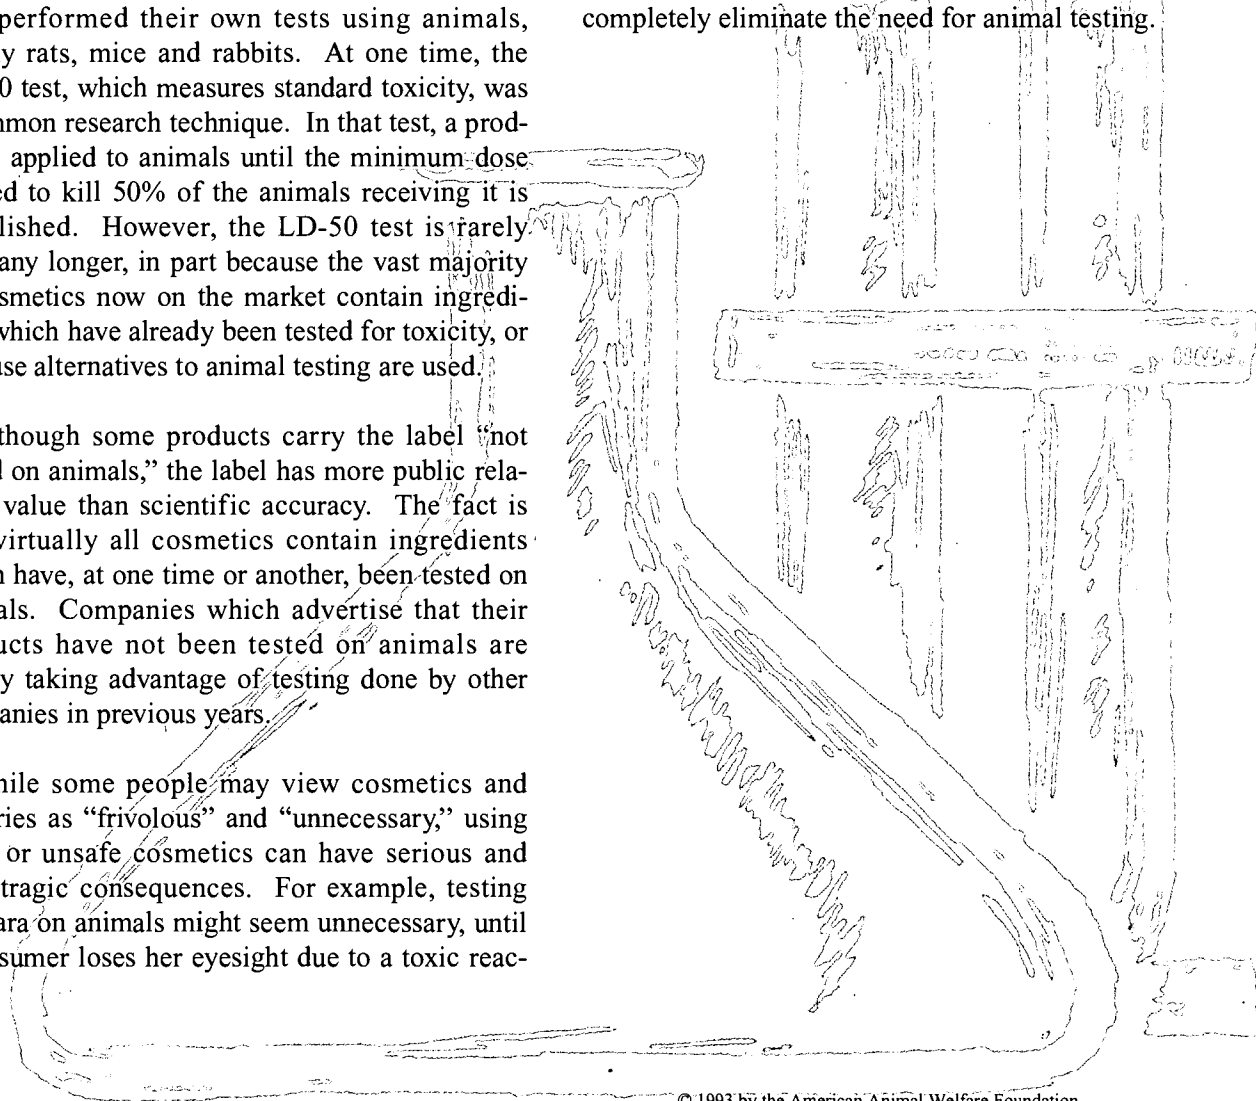 performed their own tests using animals,
y rats, mice and rabbits. At one time, the
0 test, which measures standard toxicity, was
mmon research technique. In that test, a prod-
applied to animals until the minimum dose
ed to kill 50% of the animals receiving it is
lished. However, the LD-50 test is rarely
any longer, in part because the vast majority
smetics now on the market contain ingredi-
which have already been tested for toxicity, or
use alternatives to animal testing are used.
though some products carry the label “not
d on animals,” the label has more public rela-
value than scientific accuracy. The fact is
virtually all cosmetics contain ingredients
h have, at one time or another, been tested on
als. Companies which advertise that their
ucts have not been tested on animals are
y taking advantage of testing done by other
panies in previous years.
hile some people may view cosmetics and
ries as “frivolous” and “unnecessary,” using
or unsafe cosmetics can have serious and
tragic consequences. For example, testing
ara on animals might seem unnecessary, until
sumer loses her eyesight due to a toxic reac-
completely eliminate the need for animal testing.
© 1993 by the American Animal Welfare Foundation